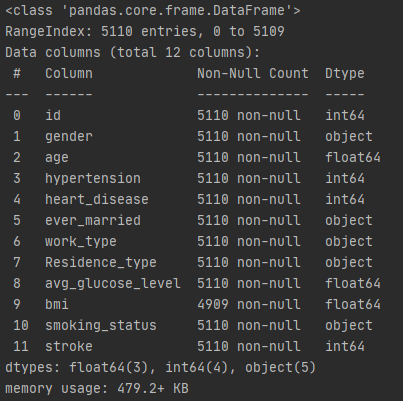 <class 'pandas.core.frame.DataFrame'>
RangeIndex: 5110 entries, 0 to 5109
Data columns (total 12 columns):
 #   Column             Non-Null Count  Dtype
---  ------             --------------  -----
 0   id                 5110 non-null   int64
 1   gender             5110 non-null   object
 2   age                5110 non-null   float64
 3   hypertension       5110 non-null   int64
 4   heart_disease      5110 non-null   int64
 5   ever_married       5110 non-null   object
 6   work_type          5110 non-null   object
 7   Residence_type     5110 non-null   object
 8   avg_glucose_level  5110 non-null   float64
 9   bmi                4909 non-null   float64
 10  smoking_status     5110 non-null   object
 11  stroke             5110 non-null   int64
dtypes: float64(3), int64(4), object(5)
memory usage: 479.2+ KB